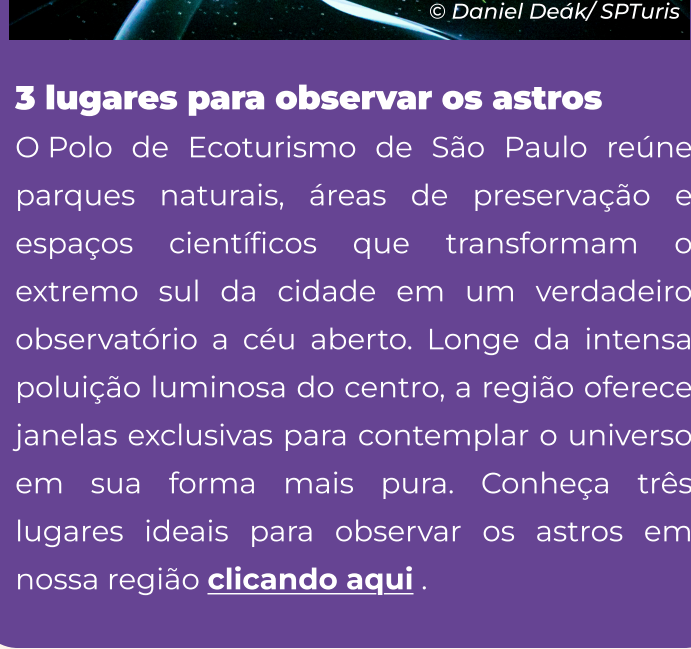 © Daniel Deák/ SPTuris
3 lugares para observar os astros
O Polo de Ecoturismo de São Paulo reúne
parques naturais, áreas de preservação e
espaços científicos que transformam o
extremo sul da cidade em um verdadeiro
observatório a céu aberto. Longe da intensa
poluição luminosa do centro, a região oferece
janelas exclusivas para contemplar o universo
em sua forma mais pura. Conheça três
lugares ideais para observar os astros em
nossa região clicando aqui .